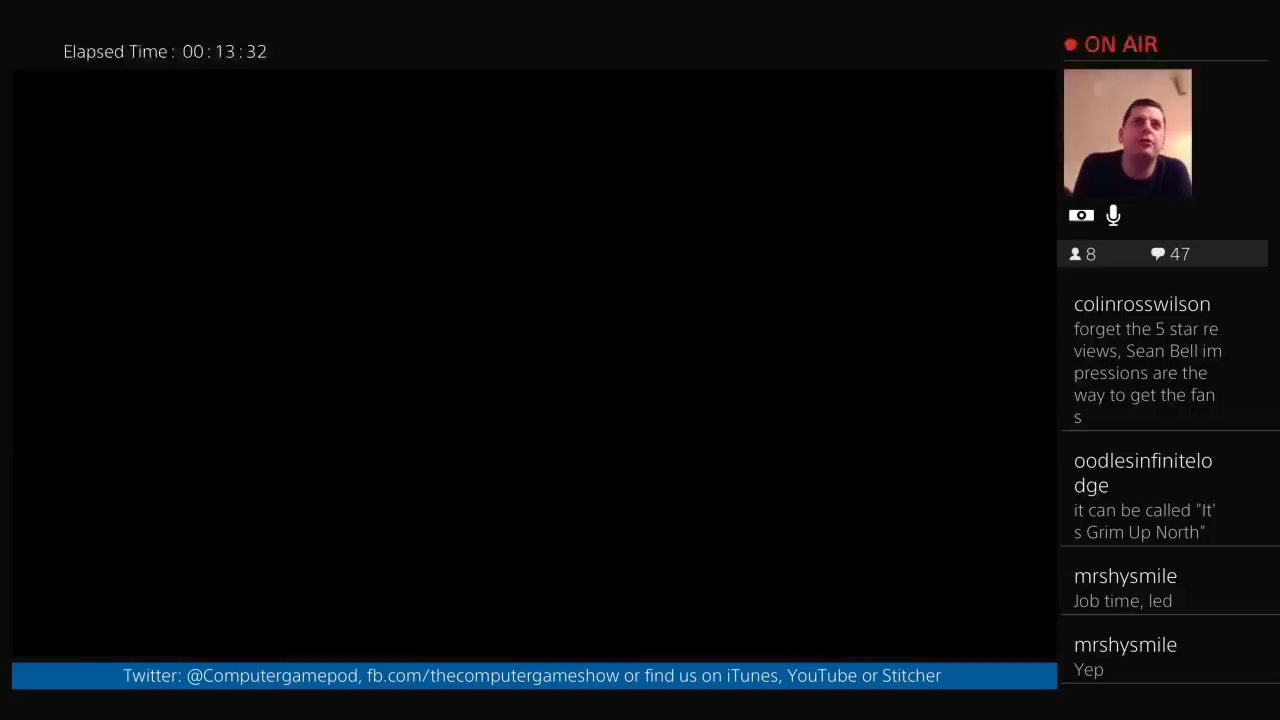 Elapsed Time: 00:13:32
ON AIR
8 47
colinrosswilson
forget the 5 star re
views, Sean Bell im
pressions are the
way to get the fan
s
oodlesinfinitelo
dge
it can be called "It'
s Grim Up North"
mrshysmile
Job time, led
mrshysmile
Yep
Twitter: @Computergamepod, fb.com/thecomputergameshow or find us on iTunes, YouTube or Stitcher